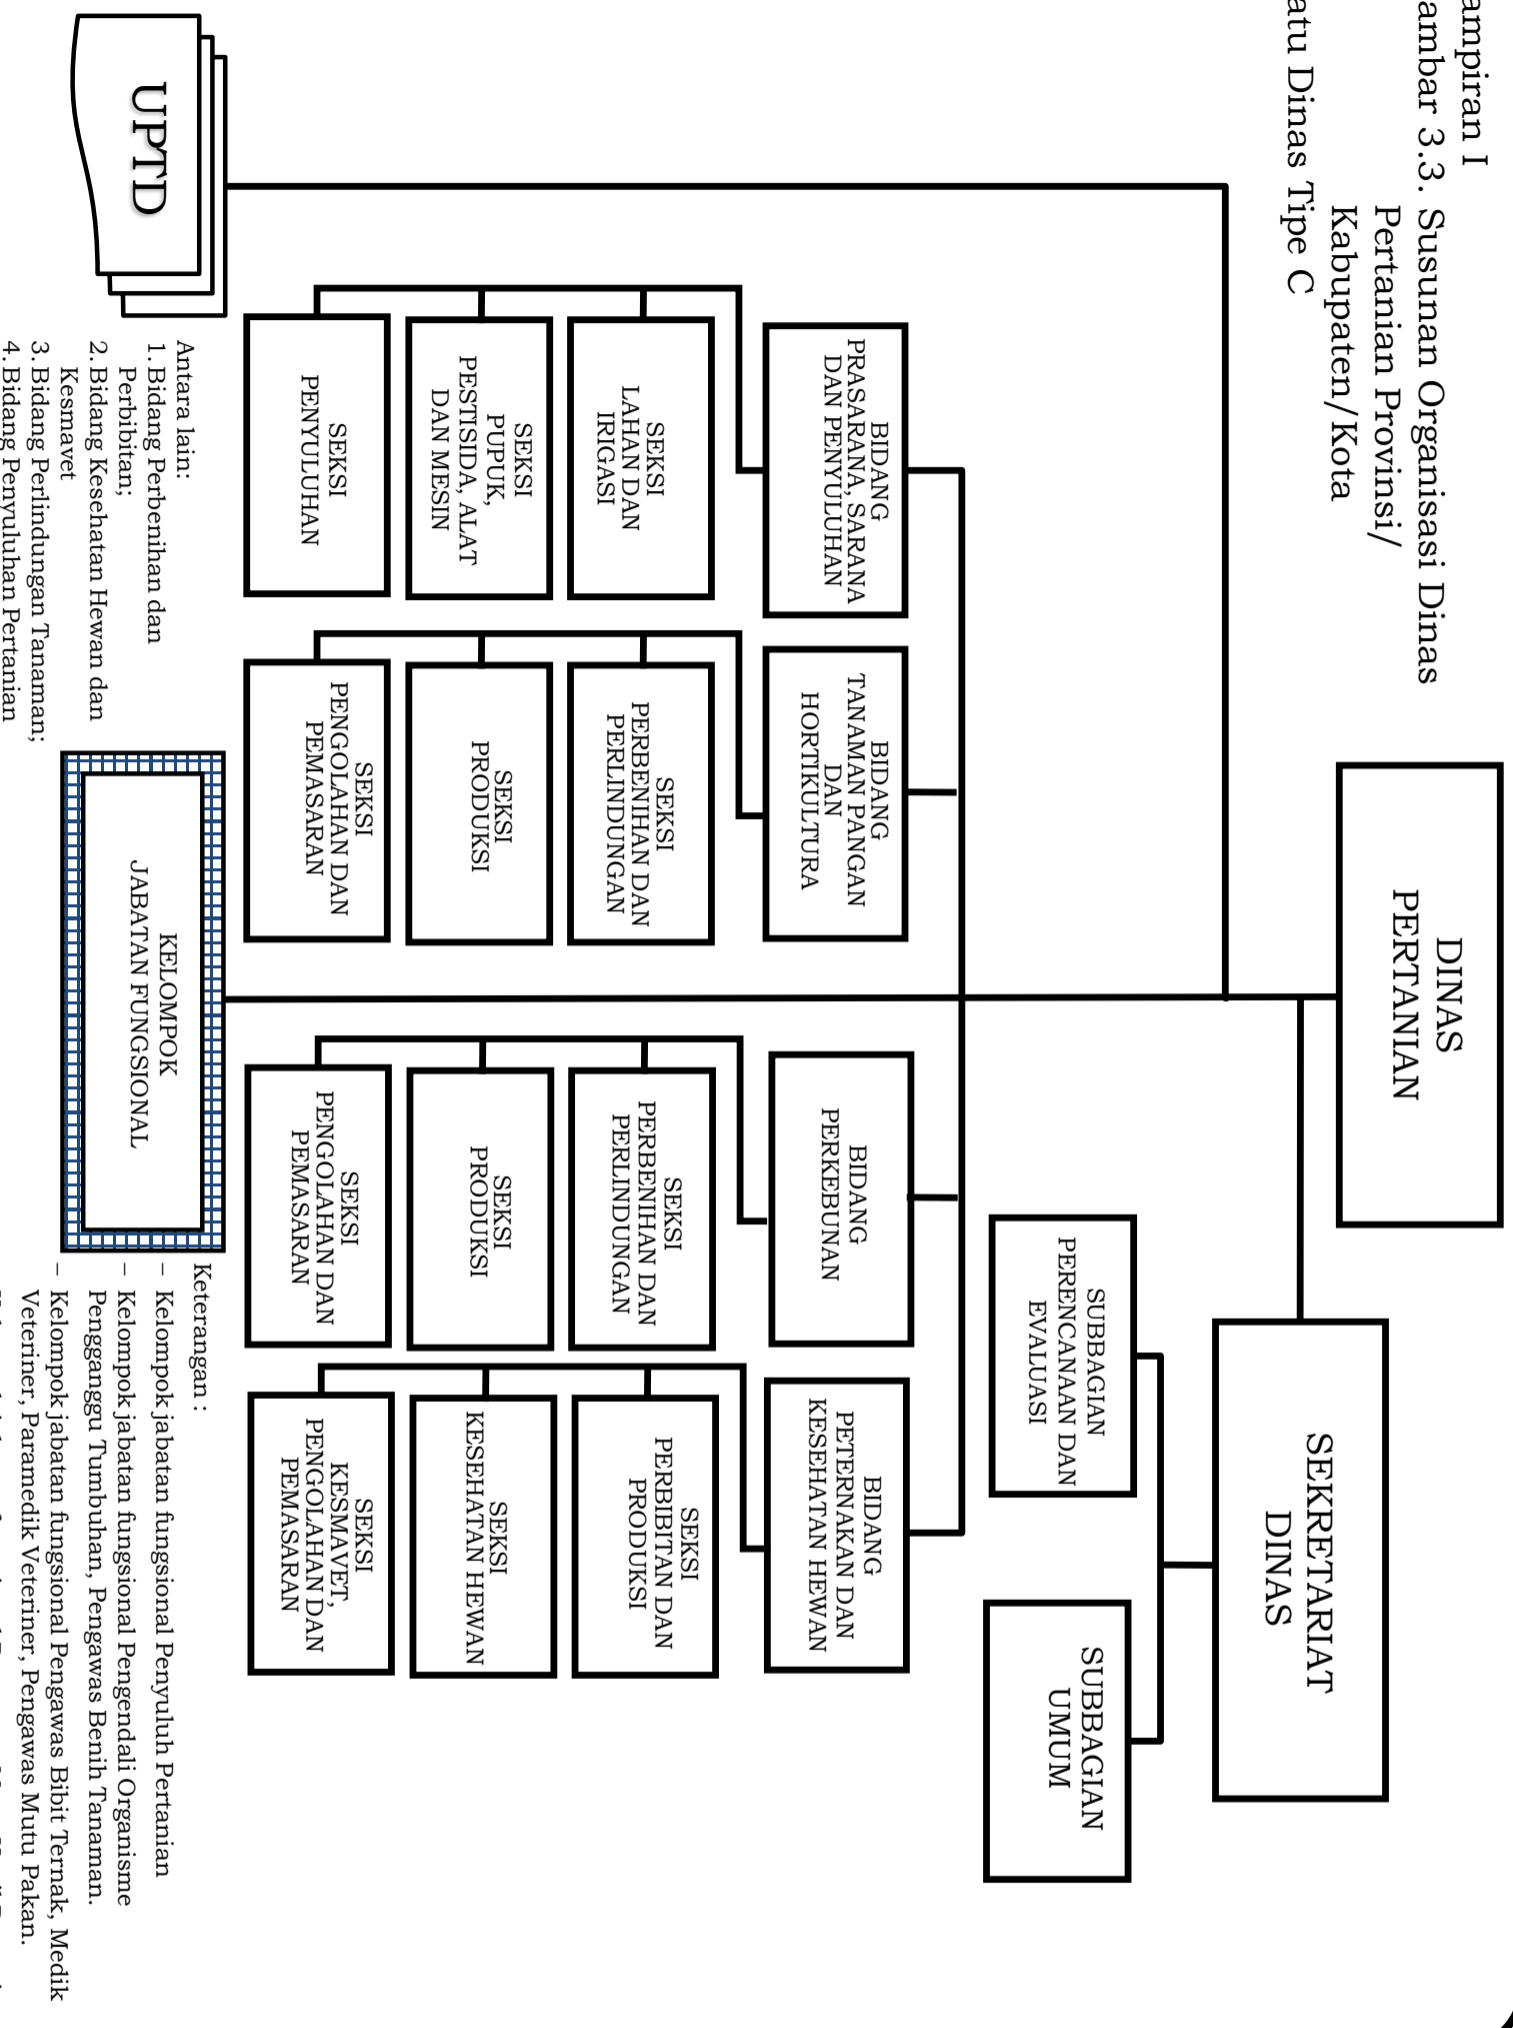 ampiran I
ambar 3.3. Susunan Organisasi Dinas
Pertanian Provinsi/
Kabupaten/Kota
atu Dinas Tipe C
DINAS
PERTANIAN
SEKRETARIAT
DINAS
SUBBAGIAN
PERENCANAAN DAN
EVALUASI
SUBBAGIAN
UMUM
BIDANG
PRASARANA, SARANA
DAN PENYULUHAN
SEKSI
LAHAN DAN
IRIGASI
SEKSI
PUPUK,
PESTISIDA, ALAT
DAN MESIN
SEKSI
PENYULUHAN
BIDANG
TANAMAN PANGAN
DAN
HORTIKULTURA
SEKSI
PERBENIHAN DAN
PERLINDUNGAN
SEKSI
PRODUKSI
SEKSI
PENGOLAHAN DAN
PEMASARAN
BIDANG
PERKEBUNAN
SEKSI
PERBENIHAN DAN
PERLINDUNGAN
SEKSI
PRODUKSI
SEKSI
PENGOLAHAN DAN
PEMASARAN
BIDANG
PETERNAKAN DAN
KESEHATAN HEWAN
SEKSI
PERBIBITAN DAN
PRODUKSI
SEKSI
KESEHATAN HEWAN
SEKSI
KESMAVET,
PENGOLAHAN DAN
PEMASARAN
UPTD
Antara lain:
1. Bidang Perbenihan dan
Perbibitan;
2. Bidang Kesehatan Hewan dan
Kesmavet
3. Bidang Perlindungan Tanaman;
4. Bidang Penyuluhan Pertanian
KELOMPOK
JABATAN FUNGSIONAL
Keterangan :
– Kelompok jabatan fungsional Penyuluh Pertanian
– Kelompok jabatan fungsional Pengendali Organisme
Pengganggu Tumbuhan, Pengawas Benih Tanaman.
– Kelompok jabatan fungsional Pengawas Bibit Ternak, Medik
Veteriner, Paramedik Veteriner, Pengawas Mutu Pakan.